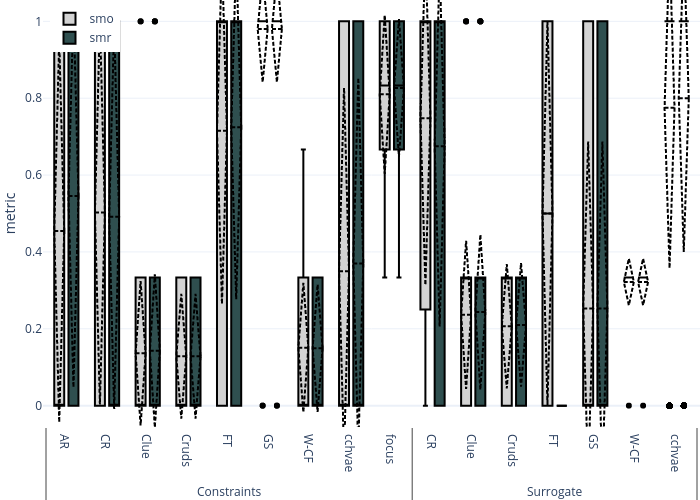 smo
smr
metric
1
0.8
0.6
0.4
0.2
0
AR
CR
Clue
Cruds
FT
GS
W-CF
cchvae
focus
CR
Clue
Cruds
FT
GS
W-CF
cchvae
Constraints
Surrogate